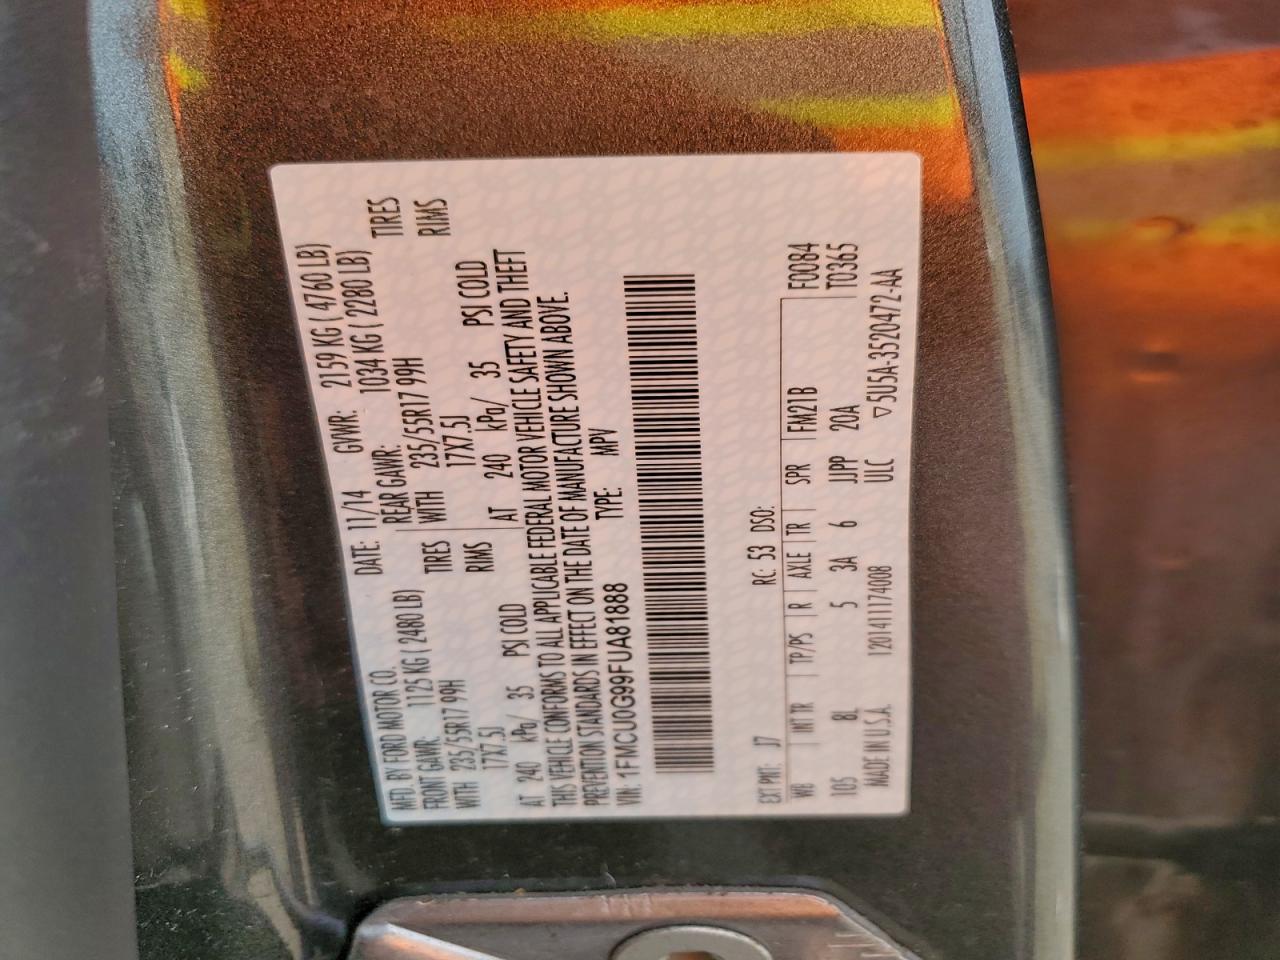 MFD. BY FORD MOTOR CO.
DATE: 11/14 GVWR: 2159 KG ( 4760 LB)
FRONT GAWR: 1125 KG ( 2480 LB)
REAR GAWR: 1034 KG ( 2280 LB)
WITH 235/55R17 99H TIRES
WITH 235/55R17 99H TIRES
17X7.5J RIMS
17X7.5J RIMS
AT 240 kPa/ 35 PSI COLD
AT 240 kPa/ 35 PSI COLD
THIS VEHICLE CONFORMS TO ALL APPLICABLE FEDERAL MOTOR VEHICLE SAFETY AND THEFT
PREVENTION STANDARDS IN EFFECT ON THE DATE OF MANUFACTURE SHOWN ABOVE.
VIN: 1FMCU0G99FUA81888 TYPE: MPV
EXT PNT: J7 RC: 53 DSO: F0084
WB INT TR TP/PS R AXLE TR SPR FM21B T0365
105 8L 5 3A 6 JJPP 20A
MADE IN U.S.A. 12014111174008 ULC ▽5U5A-3520472-AA